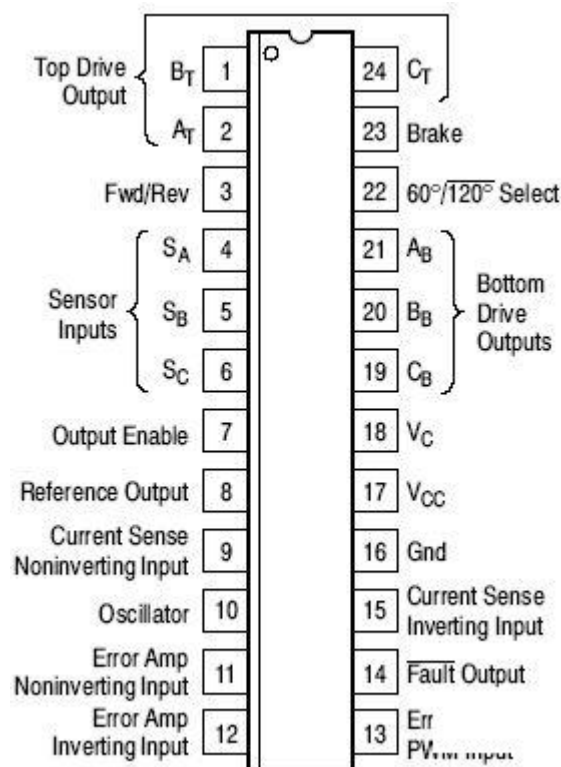 Top Drive
Output
B_T 1
A_T 2
Fwd/Rev 3
Sensor
Inputs
S_A 4
S_B 5
S_C 6
Output Enable 7
Reference Output 8
Current Sense
Noninverting Input 9
Oscillator 10
Error Amp
Noninverting Input 11
Error Amp
Inverting Input 12
24 C_T
23 Brake
22 60°/120° Select
21 A_B
20 B_B
19 C_B
Bottom
Drive
Outputs
18 V_C
17 V_CC
16 Gnd
15 Current Sense
Inverting Input
14 Fault Output
13 Err
Input